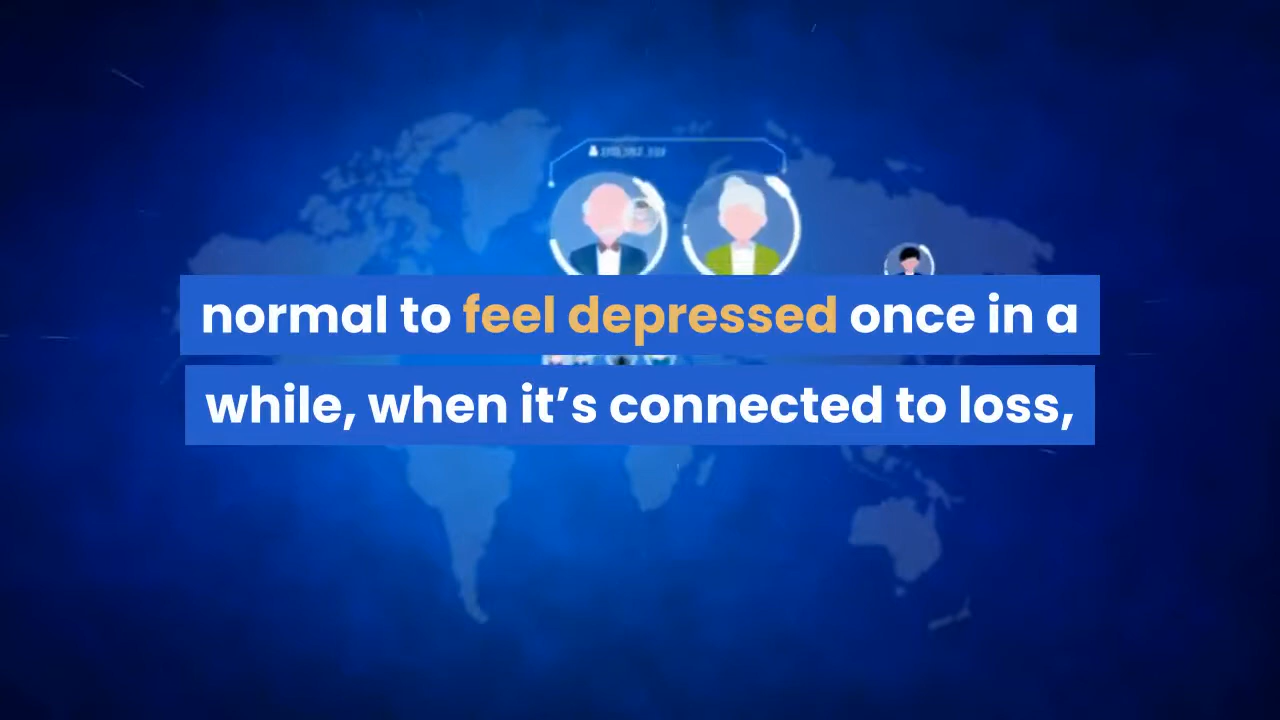 normal to feel depressed once in a
while, when it’s connected to loss,